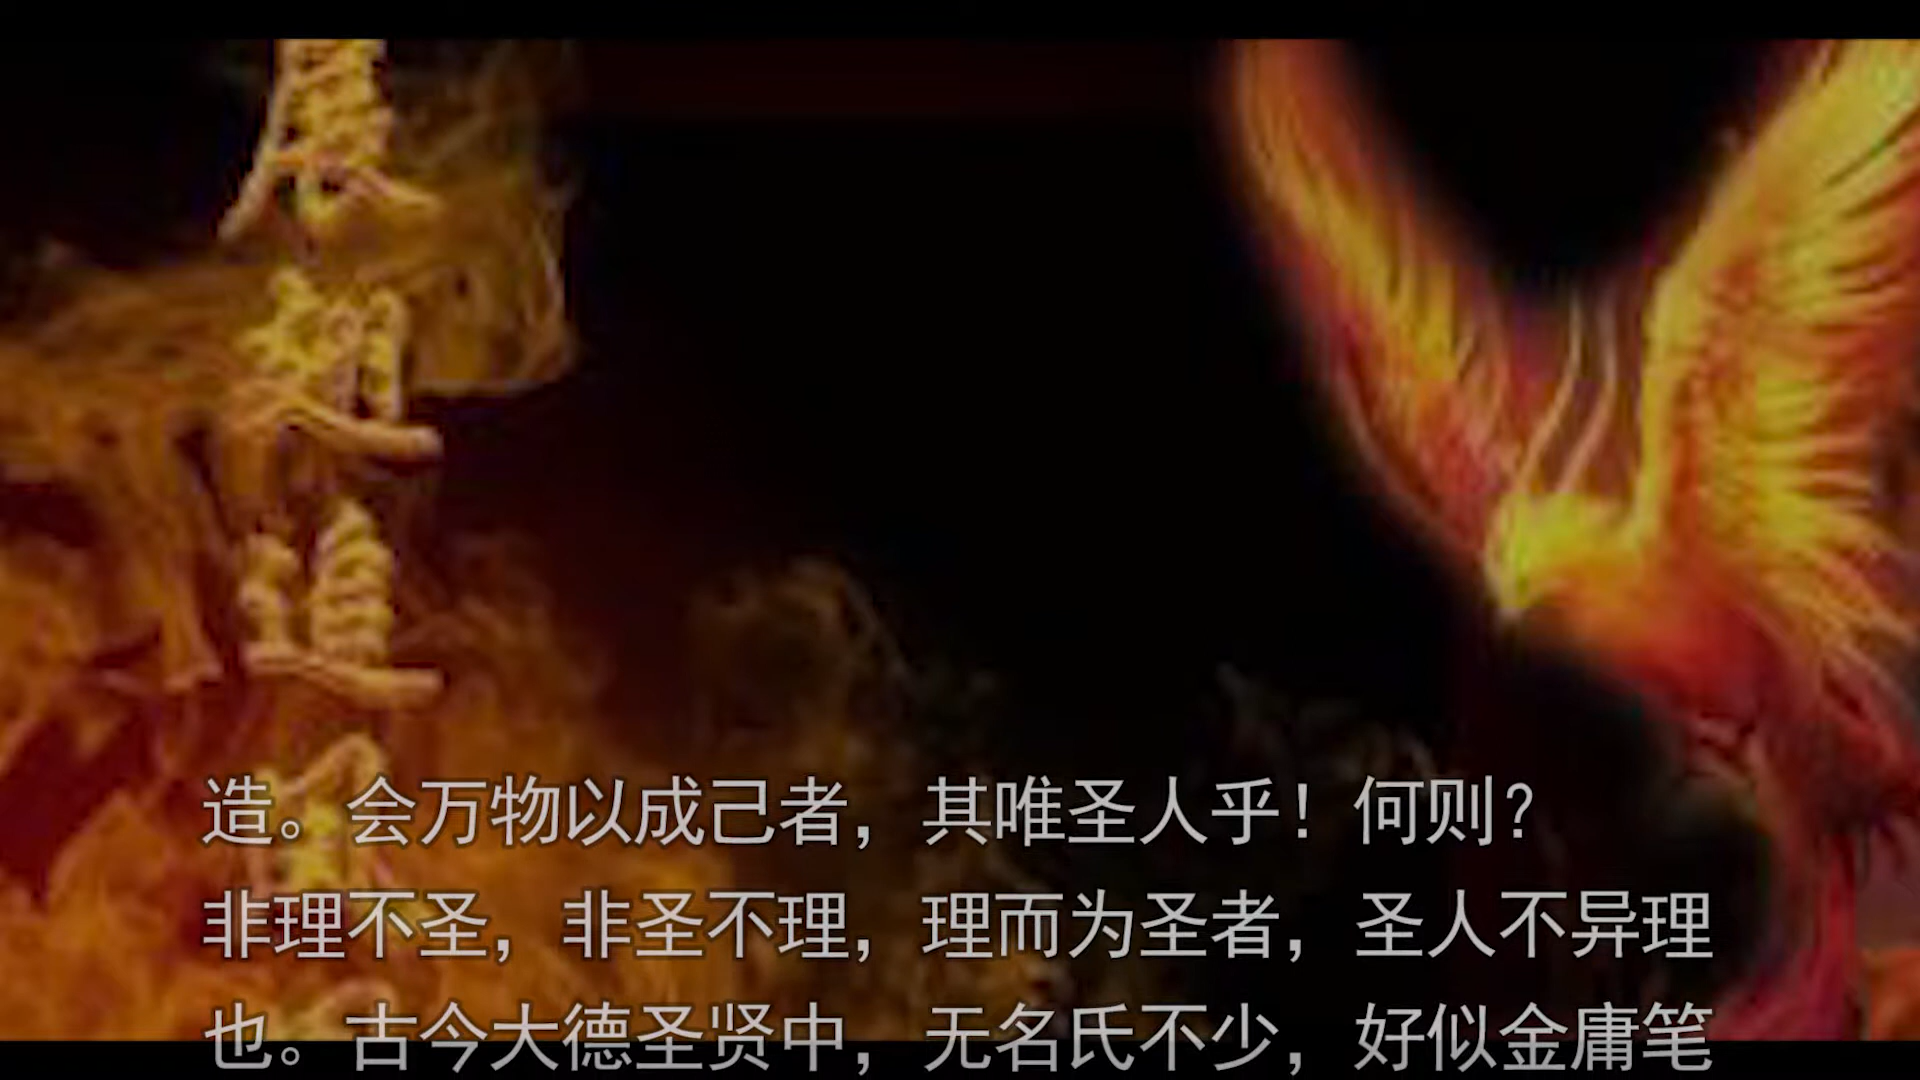 造。会万物以成己者，其唯圣人乎！何则？
非理不圣，非圣不理，理而为圣者，圣人不异理
也。古今大德圣贤中，无名氏不少，好似金庸笔